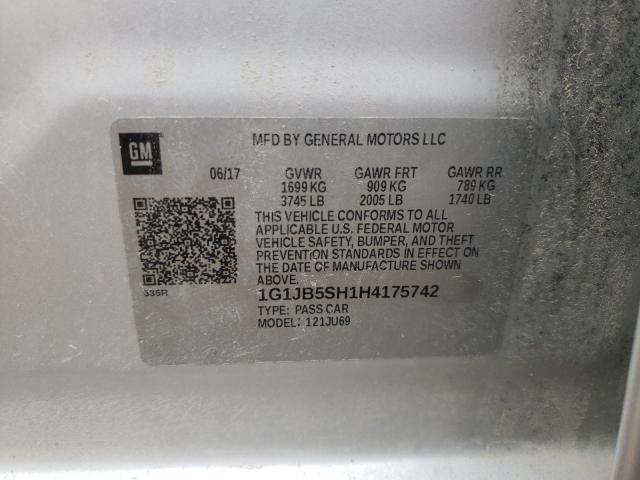 GM
MFD BY GENERAL MOTORS LLC
06/17 GVWR GAWR FRT GAWR RR
1699 KG 909 KG 789 KG
3745 LB 2005 LB 1740 LB
THIS VEHICLE CONFORMS TO ALL
APPLICABLE U.S. FEDERAL MOTOR
VEHICLE SAFETY, BUMPER, AND THEFT
PREVENTION STANDARDS IN EFFECT ON
THE DATE OF MANUFACTURE SHOWN
ABOVE.
1G1JB5SH1H4175742
TYPE: PASS CAR
MODEL: 121JU69